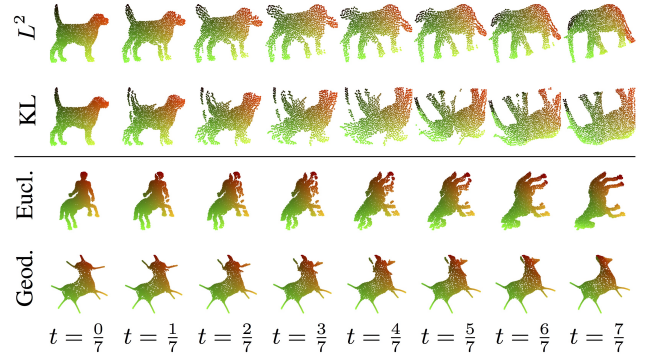 L²
KL
Eucl.
Geod.
t = 0/7 t = 1/7 t = 2/7 t = 3/7 t = 4/7 t = 5/7 t = 6/7 t = 7/7